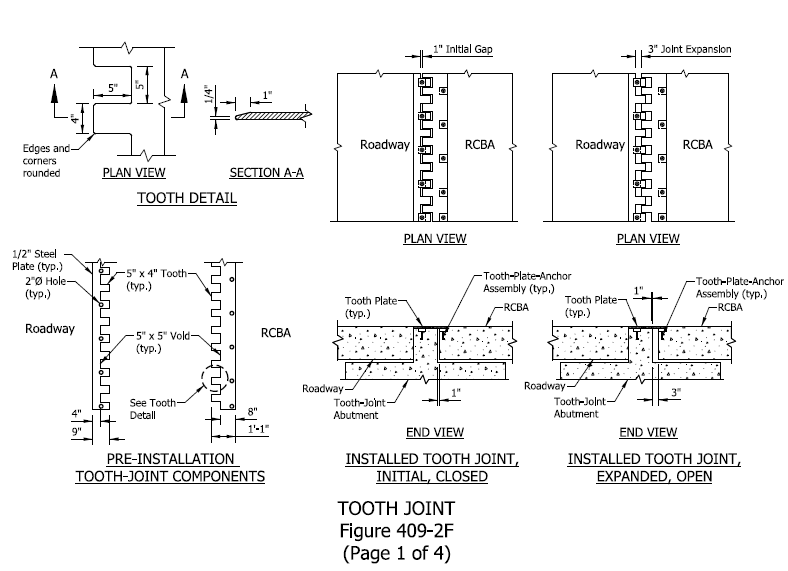 A
A
5"
5"
4"
Edges and
corners
rounded
PLAN VIEW
1/4"
1"
SECTION A-A
TOOTH DETAIL
1" Initial Gap
Roadway
RCBA
PLAN VIEW
3" Joint Expansion
Roadway
RCBA
PLAN VIEW
1/2" Steel
Plate (typ.)
2"Ø Hole
(typ.)
Roadway
5" x 4" Tooth
(typ.)
5" x 5" Void
(typ.)
RCBA
See Tooth
Detail
4"
9"
8"
1'-1"
PRE-INSTALLATION
TOOTH-JOINT COMPONENTS
Tooth Plate
(typ.)
Tooth-Plate-Anchor
Assembly (typ,)
RCBA
Roadway
Tooth-Joint
Abutment
1"
END VIEW
INSTALLED TOOTH JOINT,
INITIAL, CLOSED
1"
Tooth Plate
(typ.)
Tooth-Plate-Anchor
Assembly (typ.)
RCBA
Roadway
Tooth-Joint
Abutment
3"
END VIEW
INSTALLED TOOTH JOINT,
EXPANDED, OPEN
TOOTH JOINT
Figure 409-2F
(Page 1 of 4)